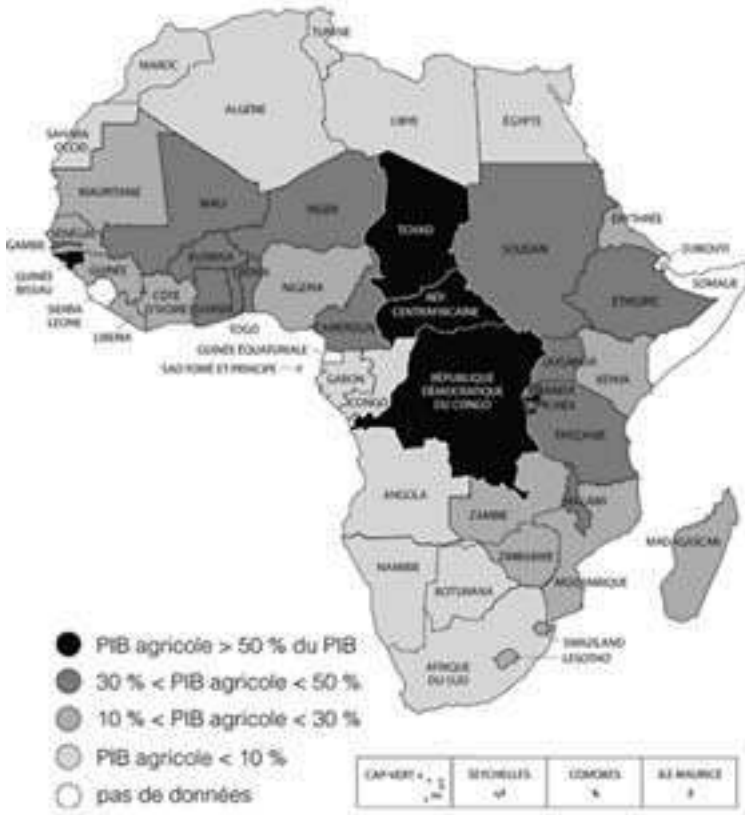 TUNISIE
MAROC
ALGÉRIE
LIBYE
ÉGYPTE
SAHARA
OCCID.
MAURITANIE
MALI
NIGER
TCHAD
SOUDAN
ÉRYTHRÉE
DJIBOUTI
SOMALIE
ÉTHIOPIE
SÉNÉGAL
GAMBIE
GUINÉE
BISSAU
GUINÉE
SIERRA
LEONE
LIBERIA
CÔTE
D'IVOIRE
BURKINA
GHANA
TOGO
NIGERIA
CAMEROUN
RÉP.
CENTRAFRICAINE
GUINÉE ÉQUATORIALE
SAO TOMÉ ET PRINCIPE
GABON
CONGO
RÉPUBLIQUE
DÉMOCRATIQUE
DU CONGO
OUGANDA
KENYA
TANZANIE
ANGOLA
ZAMBIE
MALAWI
ZIMBABWE
MOZAMBIQUE
MADAGASCAR
NAMIBIE
BOTSWANA
SWAZILAND
LESOTHO
AFRIQUE
DU SUD
PIB agricole > 50 % du PIB
30 % < PIB agricole < 50 %
10 % < PIB agricole < 30 %
PIB agricole < 10 %
pas de données
CAP-VERT
SEYCHELLES
COMORES
ILE MAURICE